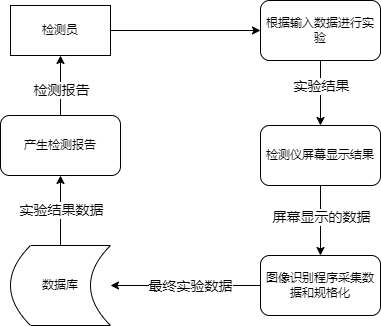 检测员
根据输入数据进行实
验
检测报告
实验结果
产生检测报告
检测仪屏幕显示结果
实验结果数据
屏幕显示的数据
数据库
最终实验数据
图像识别程序采集数
据和规格化